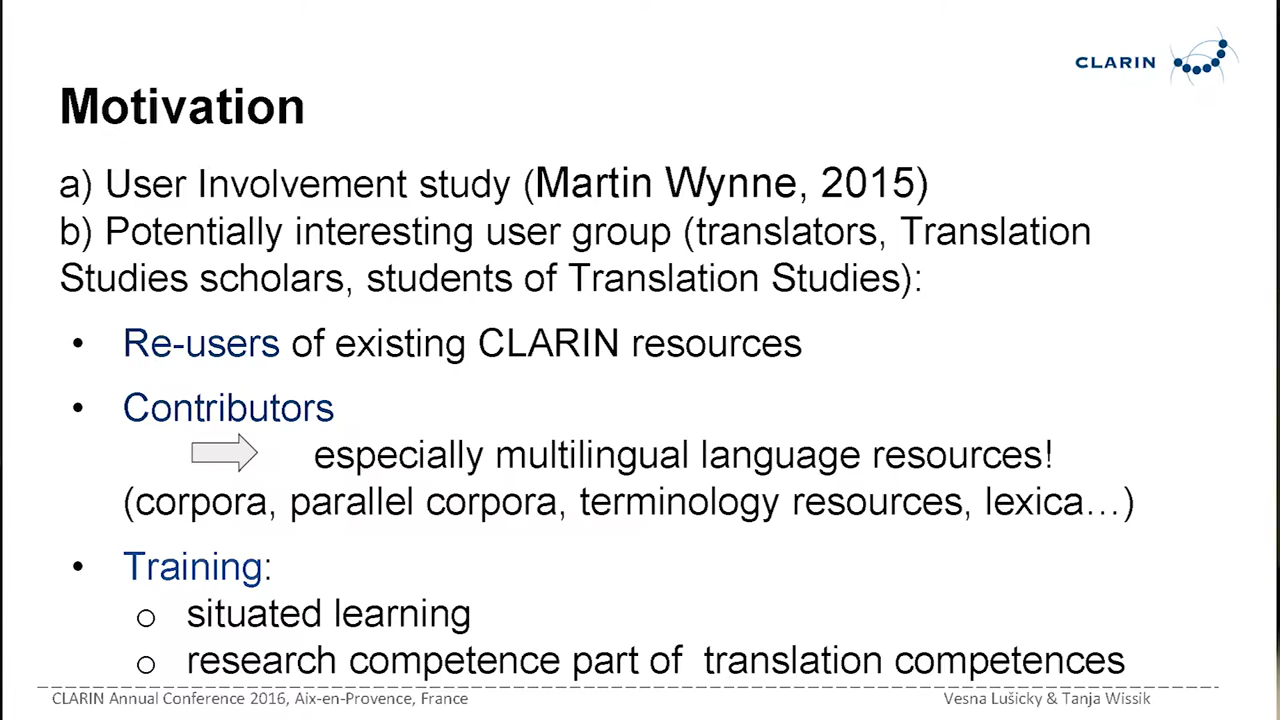 CLARIN
Motivation
a) User Involvement study (Martin Wynne, 2015)
b) Potentially interesting user group (translators, Translation
Studies scholars, students of Translation Studies):
• Re-users of existing CLARIN resources
• Contributors
especially multilingual language resources!
(corpora, parallel corpora, terminology resources, lexica…)
• Training:
o situated learning
o research competence part of translation competences
CLARIN Annual Conference 2016, Aix-en-Provence, France
Vesna Lušicky & Tanja Wissik